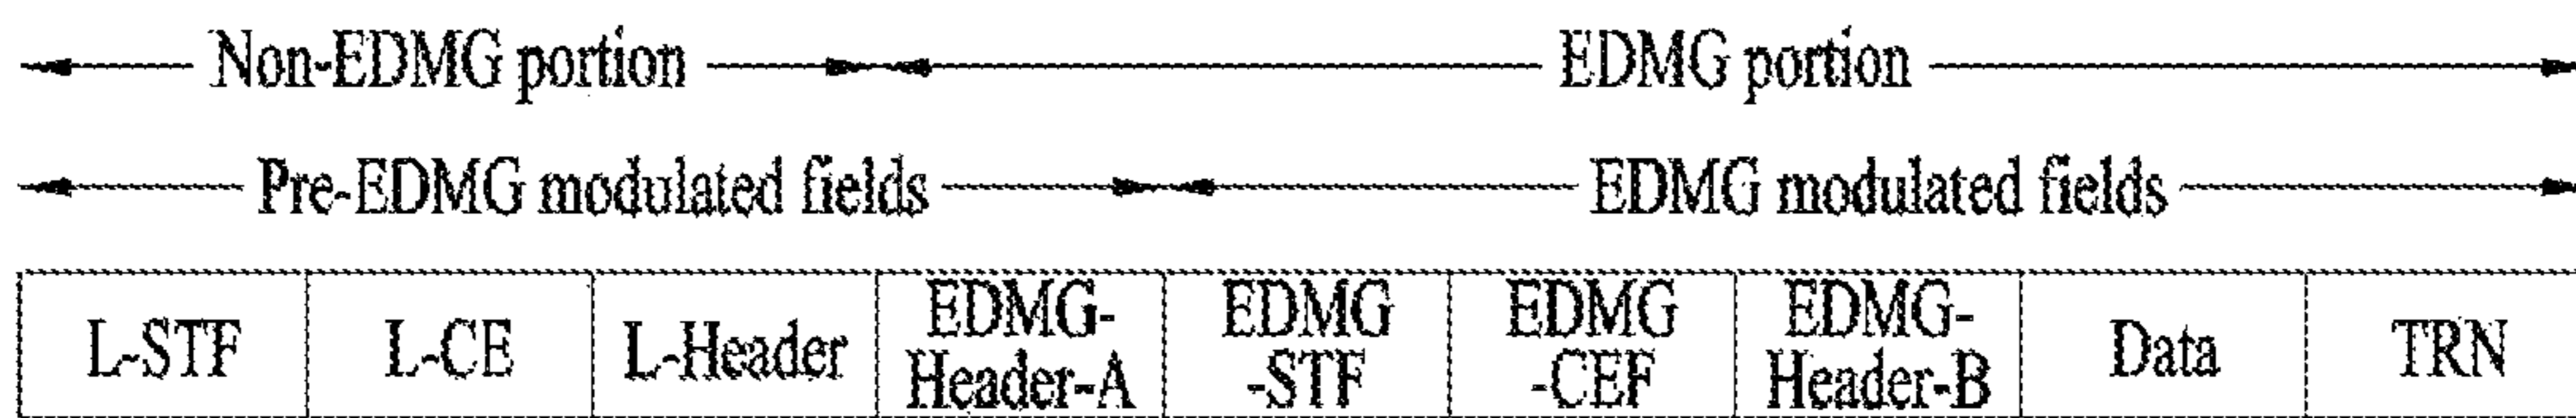 Non-EDMG portion EDMG portion
Pre-EDMG modulated fields EDMG modulated fields
L-STF L-CE L-Header EDMG-Header-A EDMG-STF EDMG-CEF EDMG-Header-B Data TRN